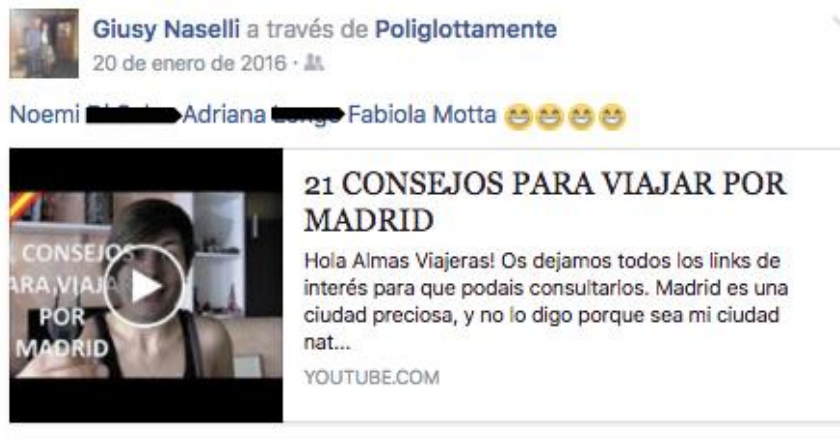 Giusy Naselli a través de Poliglottamente
20 de enero de 2016 ·
Noemi Adriana Fabiola Motta 😁😁😁😁
21 CONSEJOS PARA VIAJAR POR
MADRID
Hola Almas Viajeras! Os dejamos todos los links de
interés para que podais consultarlos. Madrid es una
ciudad preciosa, y no lo digo porque sea mi ciudad
nat...
YOUTUBE.COM
CONSEJOS
ARA VIAJA
POR
MADRID